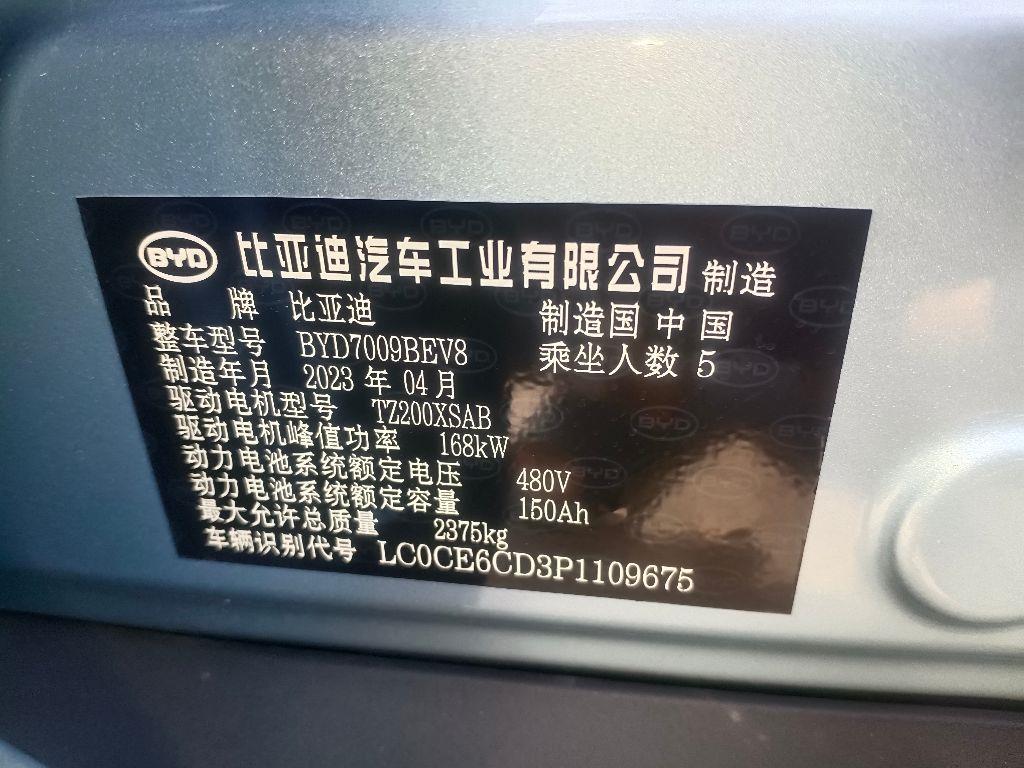 BYD 比亚迪汽车工业有限公司 制造
品 牌 比亚迪 制造国 中国
整车型号 BYD7009BEV8 乘坐人数 5
制造年月 2023 年 04 月
驱动电机型号 TZ200XSAB
驱动电机峰值功率 168kW
动力电池系统额定电压 480V
动力电池系统额定容量 150Ah
最大允许总质量 2375kg
车辆识别代号 LC0CE6CD3P1109675